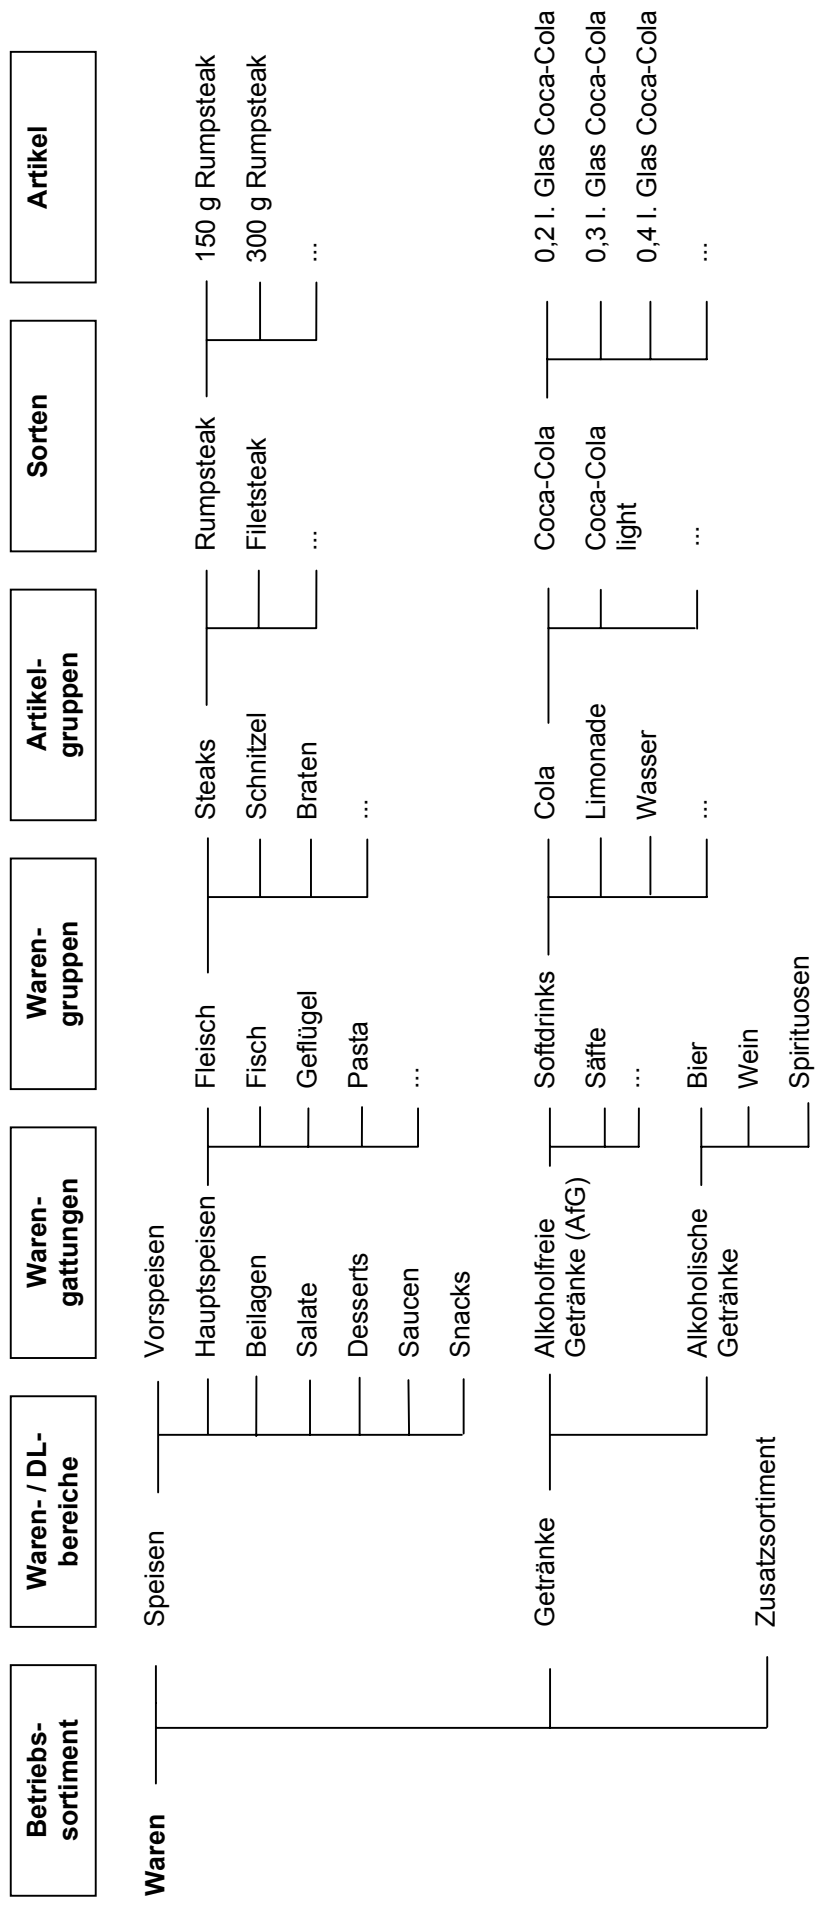 Betriebs-
sortiment
Waren- / DL-
bereiche
Waren-
gattungen
Waren-
gruppen
Artikel-
gruppen
Sorten
Artikel
Waren
Speisen
Getränke
Zusatzsortiment
Vorspeisen
Hauptspeisen
Beilagen
Salate
Desserts
Saucen
Snacks
Alkoholfreie
Getränke (AfG)
Alkoholische
Getränke
Fleisch
Fisch
Geflügel
Pasta
...
Softdrinks
Säfte
...
Bier
Wein
Spirituosen
Steaks
Schnitzel
Braten
...
Cola
Limonade
Wasser
...
Rumpsteak
Filetsteak
...
Coca-Cola
Coca-Cola
light
...
150 g Rumpsteak
300 g Rumpsteak
...
0,2 l. Glas Coca-Cola
0,3 l. Glas Coca-Cola
0,4 l. Glas Coca-Cola
...